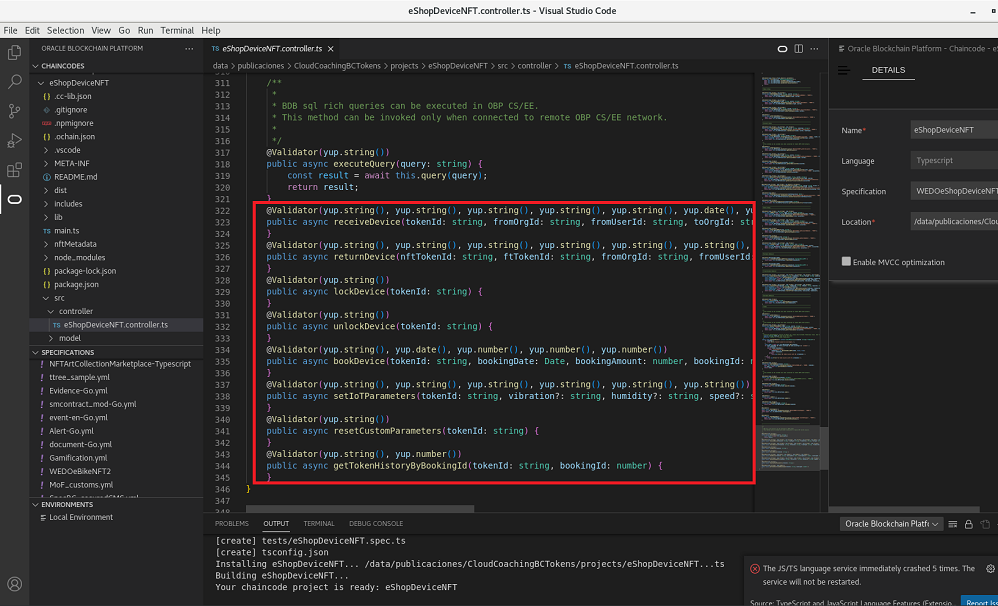 eShopDeviceNFT.controller.ts - Visual Studio Code
File Edit Selection View Go Run Terminal Help
ORACLE BLOCKCHAIN PLATFORM
CHAINCODES
eShopDeviceNFT
.cc-lib.json
.gitignore
.npmignore
.ochain.json
.vscode
META-INF
README.md
dist
includes
lib
TS main.ts
nftMetadata
node_modules
package-lock.json
package.json
src
controller
TS eShopDeviceNFT.controller.ts
model
SPECIFICATIONS
NFTArtCollectionMarketplace-Typescript
ttree_sample.yml
Evidence-Go.yml
smcontract_mod-Go.yml
event-en-Go.yml
Alert-Go.yml
document-Go.yml
Gamification.yml
WEDOeBikeNFT2
MoF_customs.yml
ENVIRONMENTS
Local Environment
TS eShopDeviceNFT.controller.ts
data > publicaciones > CloudCoachingBCTokens > projects > eShopDeviceNFT > src > controller > TS eShopDeviceNFT.controller.ts
311 /**
312 *
313 * BDB sql rich queries can be executed in OBP CS/EE.
314 * This method can be invoked only when connected to remote OBP CS/EE network.
315 *
316 */
317 @Validator(yup.string())
318 public async executeQuery(query: string) {
319 const result = await this.query(query);
320 return result;
321 }
322 @Validator(yup.string(), yup.string(), yup.string(), yup.string(), yup.string(), yup.date(), yu
323 public async receiveDevice(tokenId: string, fromOrgId: string, fromUserId: string, toOrgId: str
324 }
325 @Validator(yup.string(), yup.string(), yup.string(), yup.string(), yup.string(), yup.string(),
326 public async returnDevice(nftTokenId: string, ftTokenId: string, fromOrgId: string, fromUserId:
327 }
328 @Validator(yup.string())
329 public async lockDevice(tokenId: string) {
330 }
331 @Validator(yup.string())
332 public async unlockDevice(tokenId: string) {
333 }
334 @Validator(yup.string(), yup.date(), yup.number(), yup.number(), yup.number())
335 public async bookDevice(tokenId: string, bookingDate: Date, bookingAmount: number, bookingId:
336 }
337 @Validator(yup.string(), yup.string(), yup.string(), yup.string(), yup.string(), yup.string())
338 public async setIoTParameters(tokenId: string, vibration?: string, humidity?: string, speed?: s
339 }
340 @Validator(yup.string())
341 public async resetCustomParameters(tokenId: string) {
342 }
343 @Validator(yup.string(), yup.number())
344 public async getTokenHistoryByBookingId(tokenId: string, bookingId: number) {
345 }
346 }
347
Oracle Blockchain Platform - Chaincode - e
DETAILS
Name* eShopDeviceNFT
Language Typescript
Specification WEDOeShopDeviceNFT
Location* /data/publicaciones/Clou
Enable MVCC optimization
PROBLEMS OUTPUT TERMINAL DEBUG CONSOLE
Oracle Blockchain Platf
[create] tests/eShopDeviceNFT.spec.ts
[create] tsconfig.json
Installing eShopDeviceNFT... /data/publicaciones/CloudCoachingBCTokens/projects/eShopDeviceNFT...ts
Building eShopDeviceNFT...
Your chaincode project is ready: eShopDeviceNFT
The JS/TS language service immediately crashed 5 times. The
service will not be restarted.
Source: TypeScript and JavaScript Language Features (Extensio
Report Iss